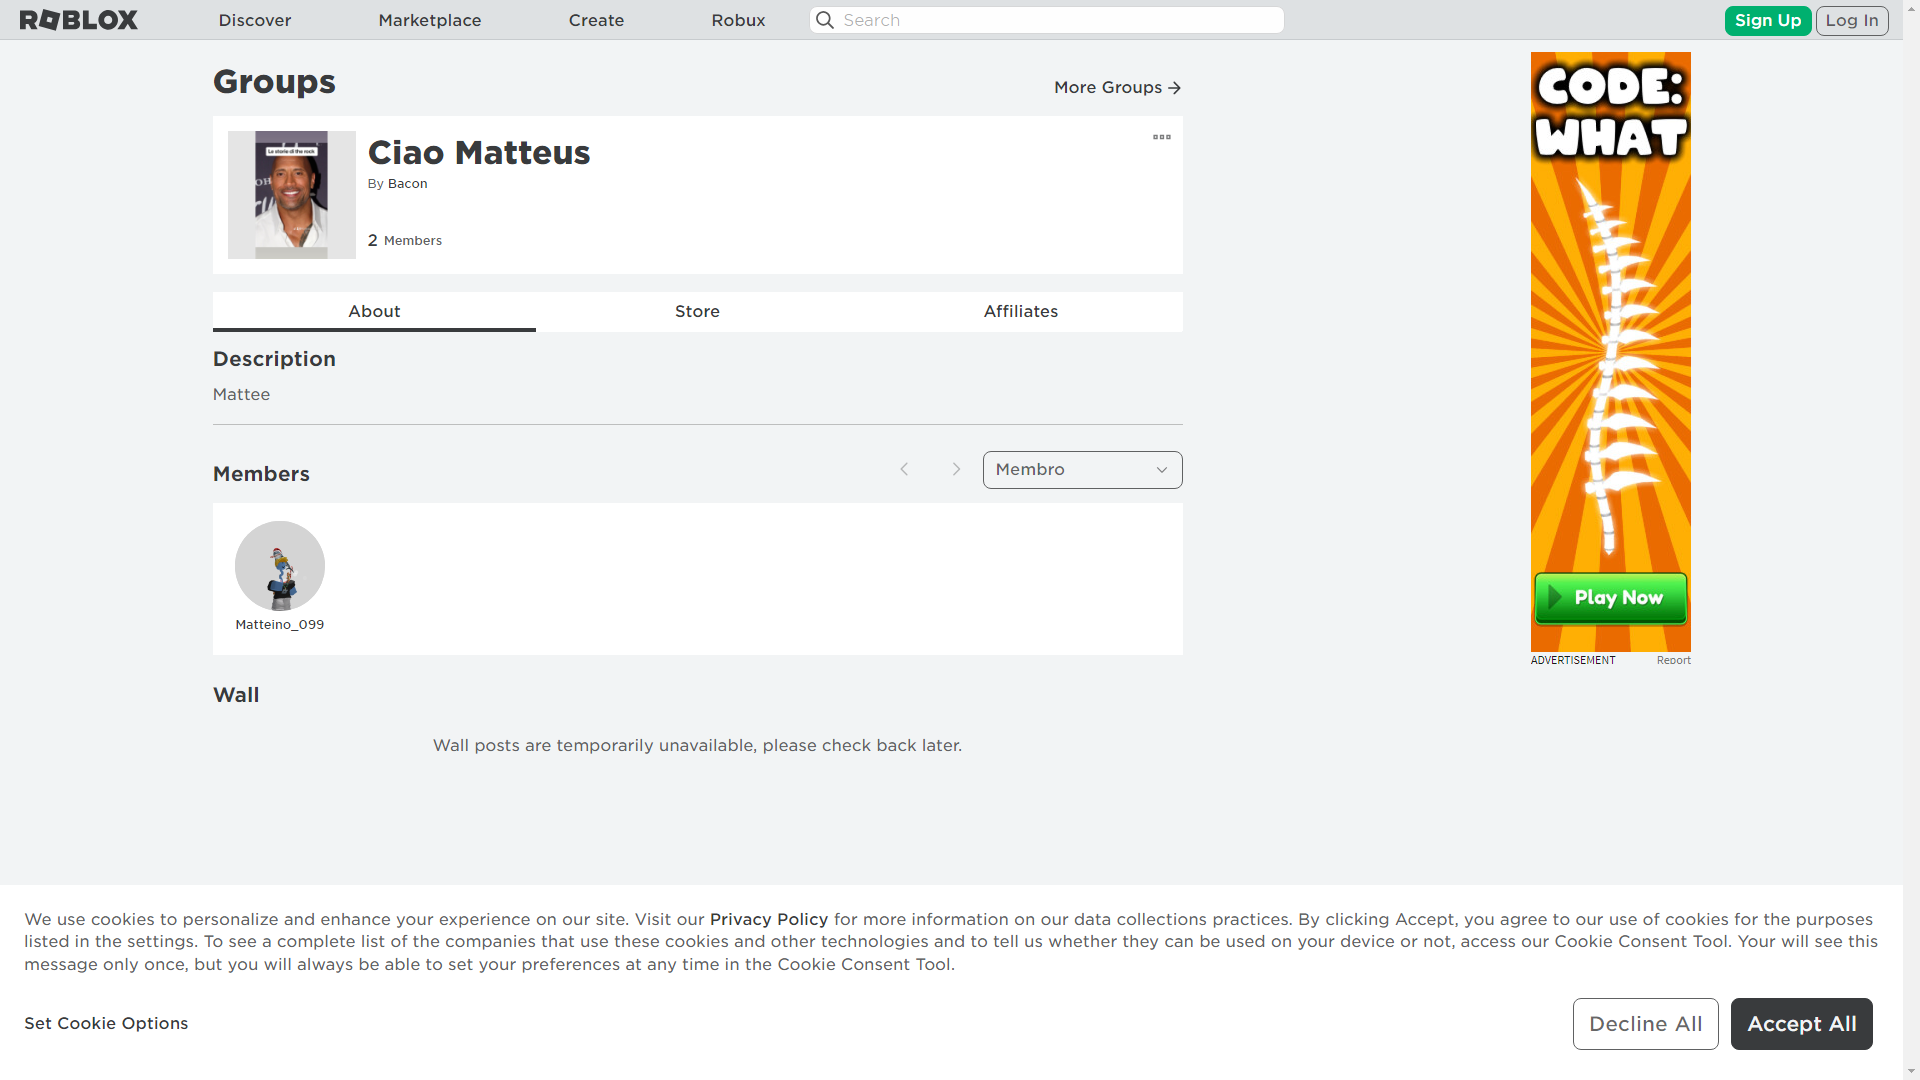 ROBLOX
Discover
Marketplace
Create
Robux
Search
Sign Up
Log In
Groups
More Groups
Le storie di the rock
Ciao Matteus
By Bacon
2 Members
About
Store
Affiliates
Description
Mattee
Members
Membro
Matteino_099
Wall
Wall posts are temporarily unavailable, please check back later.
CODE:
WHAT
Play Now
ADVERTISEMENT
Report
We use cookies to personalize and enhance your experience on our site. Visit our Privacy Policy for more information on our data collections practices. By clicking Accept, you agree to our use of cookies for the purposes
listed in the settings. To see a complete list of the companies that use these cookies and other technologies and to tell us whether they can be used on your device or not, access our Cookie Consent Tool. Your will see this
message only once, but you will always be able to set your preferences at any time in the Cookie Consent Tool.
Set Cookie Options
Decline All
Accept All